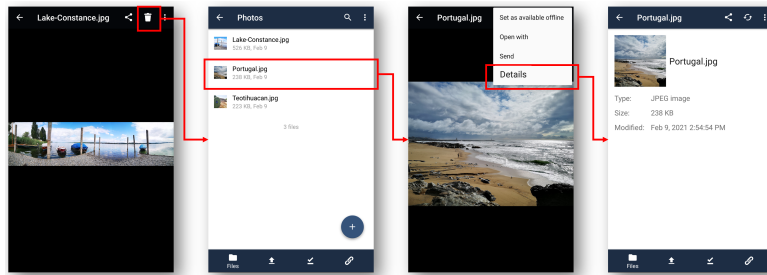 Lake-Constance.jpg
Photos
Lake-Constance.jpg
526 KB, Feb 9
Portugal.jpg
238 KB, Feb 9
Teotihuacan.jpg
223 KB, Feb 9
3 files
Files
Portugal.jpg
Set as available offline
Open with
Send
Details
Portugal.jpg
Portugal.jpg
Type: JPEG image
Size: 238 KB
Modified: Feb 9, 2021 2:54:54 PM
Files